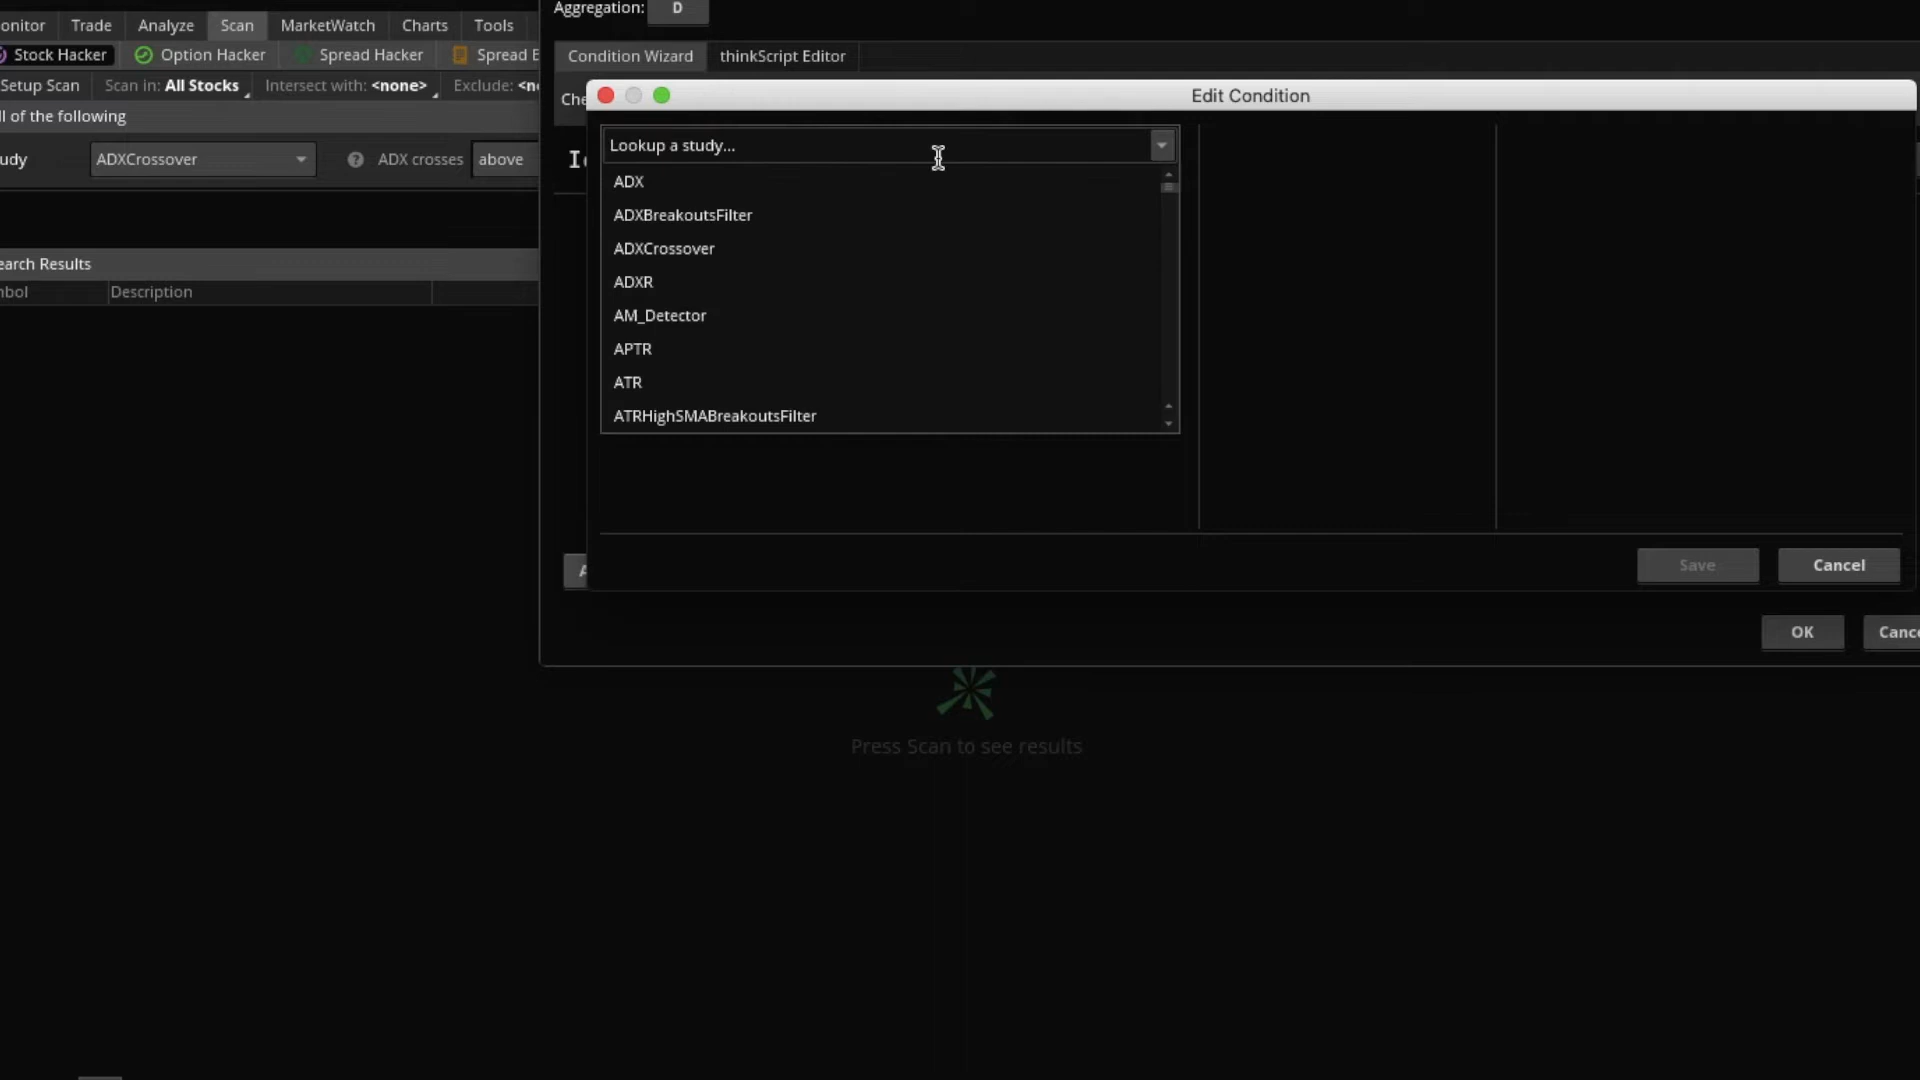 Aggregation: D
onitor Trade Analyze Scan MarketWatch Charts Tools
Condition Wizard thinkScript Editor
Stock Hacker Option Hacker Spread Hacker Spread
Setup Scan Scan in: All Stocks Intersect with: <none> Exclude: <n
Che
Edit Condition
ll of the following
Lookup a study...
udy ADXCrossover ? ADX crosses above
ADX
ADXBreakoutsFilter
ADXCrossover
earch Results
ADXR
mbol Description
AM_Detector
APTR
ATR
ATRHighSMABreakoutsFilter
Save Cancel
A
OK Cance
Press Scan to see results